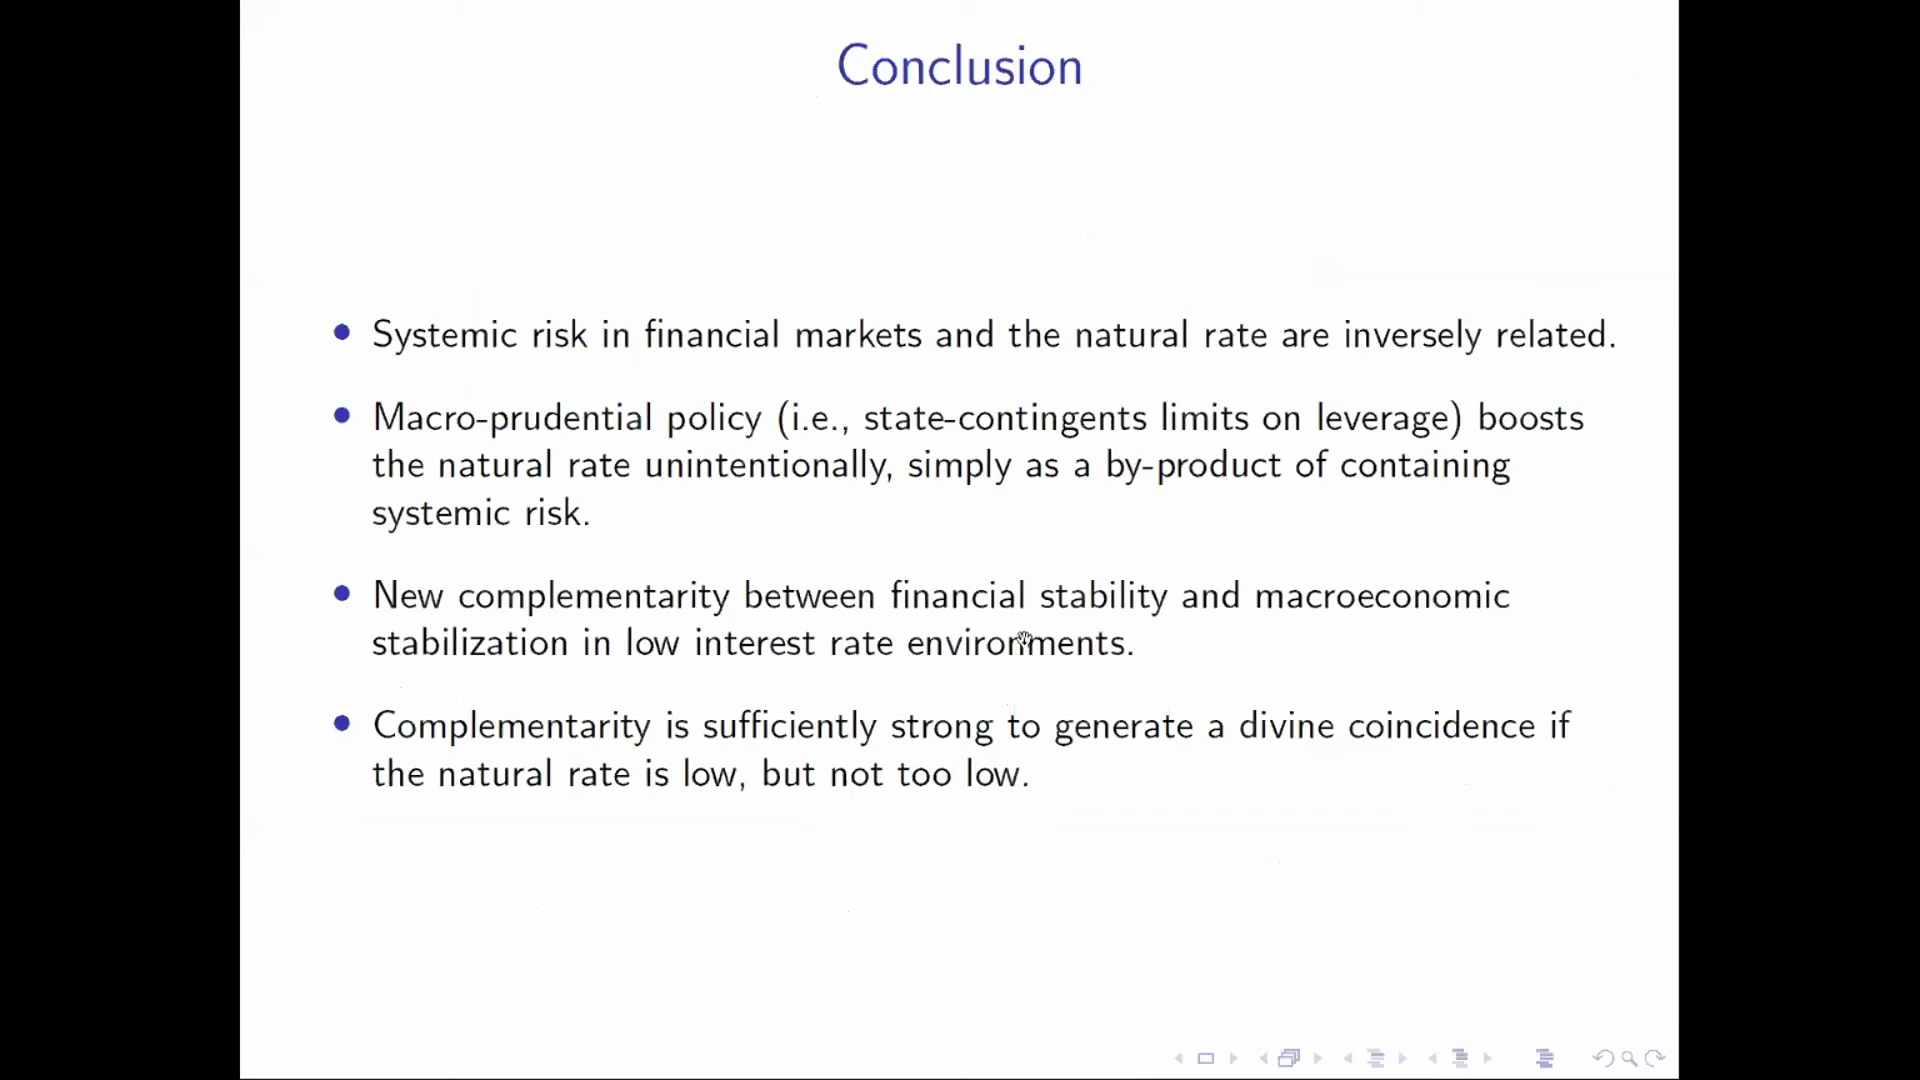 Conclusion
Systemic risk in financial markets and the natural rate are inversely related.
Macro-prudential policy (i.e., state-contingents limits on leverage) boosts
the natural rate unintentionally, simply as a by-product of containing
systemic risk.
New complementarity between financial stability and macroeconomic
stabilization in low interest rate environments.
Complementarity is sufficiently strong to generate a divine coincidence if
the natural rate is low, but not too low.